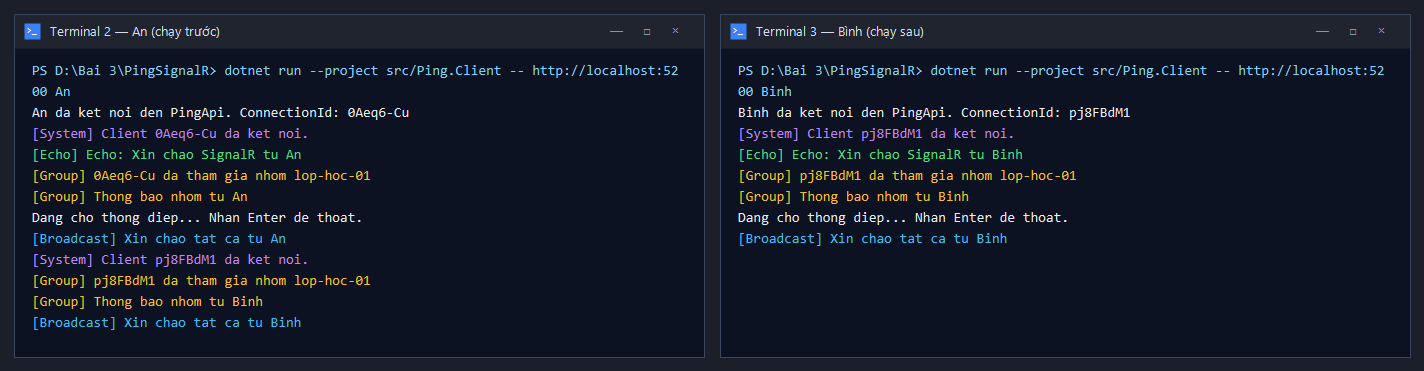 Terminal 2 — An (chạy trước)
PS D:\Bai 3\PingSignalR> dotnet run --project src/Ping.Client -- http://localhost:52
00 An
An da ket noi den PingApi. ConnectionId: 0Aeq6-Cu
[System] Client 0Aeq6-Cu da ket noi.
[Echo] Echo: Xin chao SignalR tu An
[Group] 0Aeq6-Cu da tham gia nhom lop-hoc-01
[Group] Thong bao nhom tu An
Dang cho thong diep... Nhan Enter de thoat.
[Broadcast] Xin chao tat ca tu An
[System] Client pj8FBdM1 da ket noi.
[Group] pj8FBdM1 da tham gia nhom lop-hoc-01
[Group] Thong bao nhom tu Binh
[Broadcast] Xin chao tat ca tu Binh
Terminal 3 — Bình (chạy sau)
PS D:\Bai 3\PingSignalR> dotnet run --project src/Ping.Client -- http://localhost:52
00 Binh
Binh da ket noi den PingApi. ConnectionId: pj8FBdM1
[System] Client pj8FBdM1 da ket noi.
[Echo] Echo: Xin chao SignalR tu Binh
[Group] pj8FBdM1 da tham gia nhom lop-hoc-01
[Group] Thong bao nhom tu Binh
Dang cho thong diep... Nhan Enter de thoat.
[Broadcast] Xin chao tat ca tu Binh